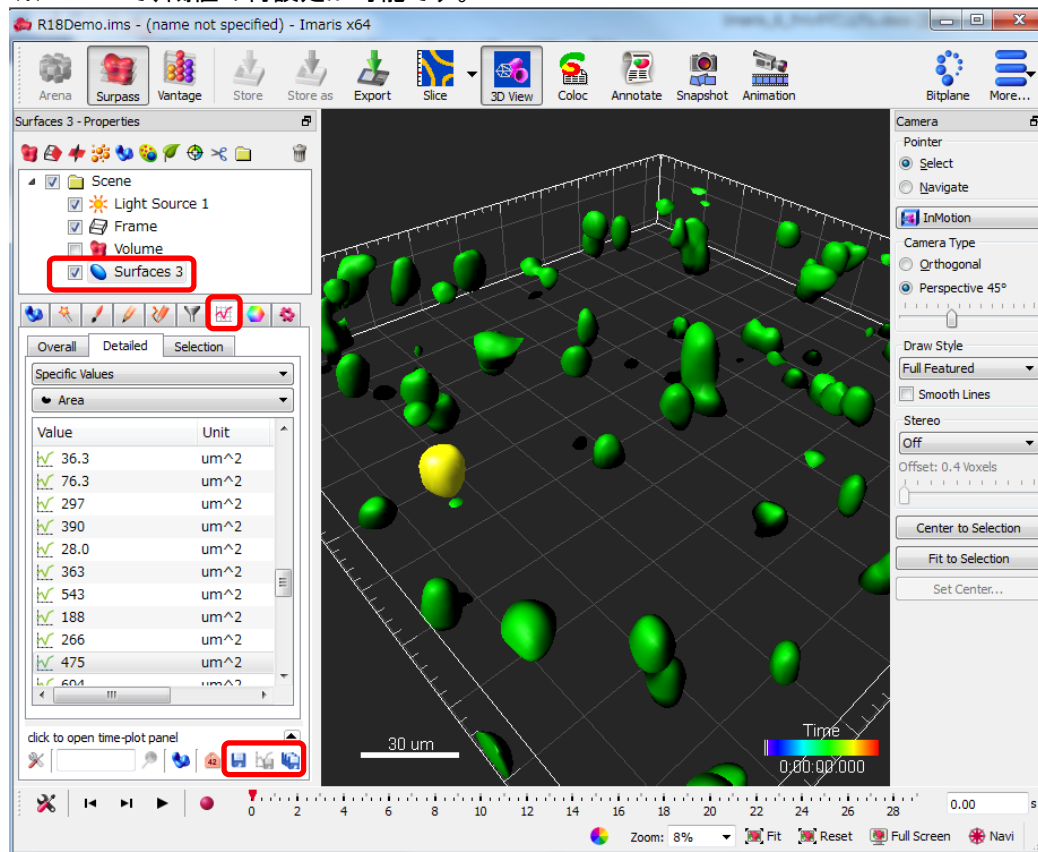 R18Demo.ims - (name not specified) - Imaris x64
Arena Surpass Vantage Store Store as Export Slice 3D View Coloc Annotate Snapshot Animation Bitplane More...
Surfaces 3 - Properties
Scene
Light Source 1
Frame
Volume
Surfaces 3
Overall Detailed Selection
Specific Values
Area
Value Unit
36.3 um^2
76.3 um^2
297 um^2
390 um^2
28.0 um^2
363 um^2
543 um^2
188 um^2
266 um^2
475 um^2
604 um^2
click to open time-plot panel
42
30 um
Time
0:00:00.000
Camera
Pointer
Select
Navigate
InMotion
Camera Type
Orthogonal
Perspective 45°
Draw Style
Full Featured
Smooth Lines
Stereo
Off
Offset: 0.4 Voxels
Center to Selection
Fit to Selection
Set Center...
0 2 4 6 8 10 12 14 16 18 20 22 24 26 28 0.00 s
Zoom: 8% Fit Reset Full Screen Navi